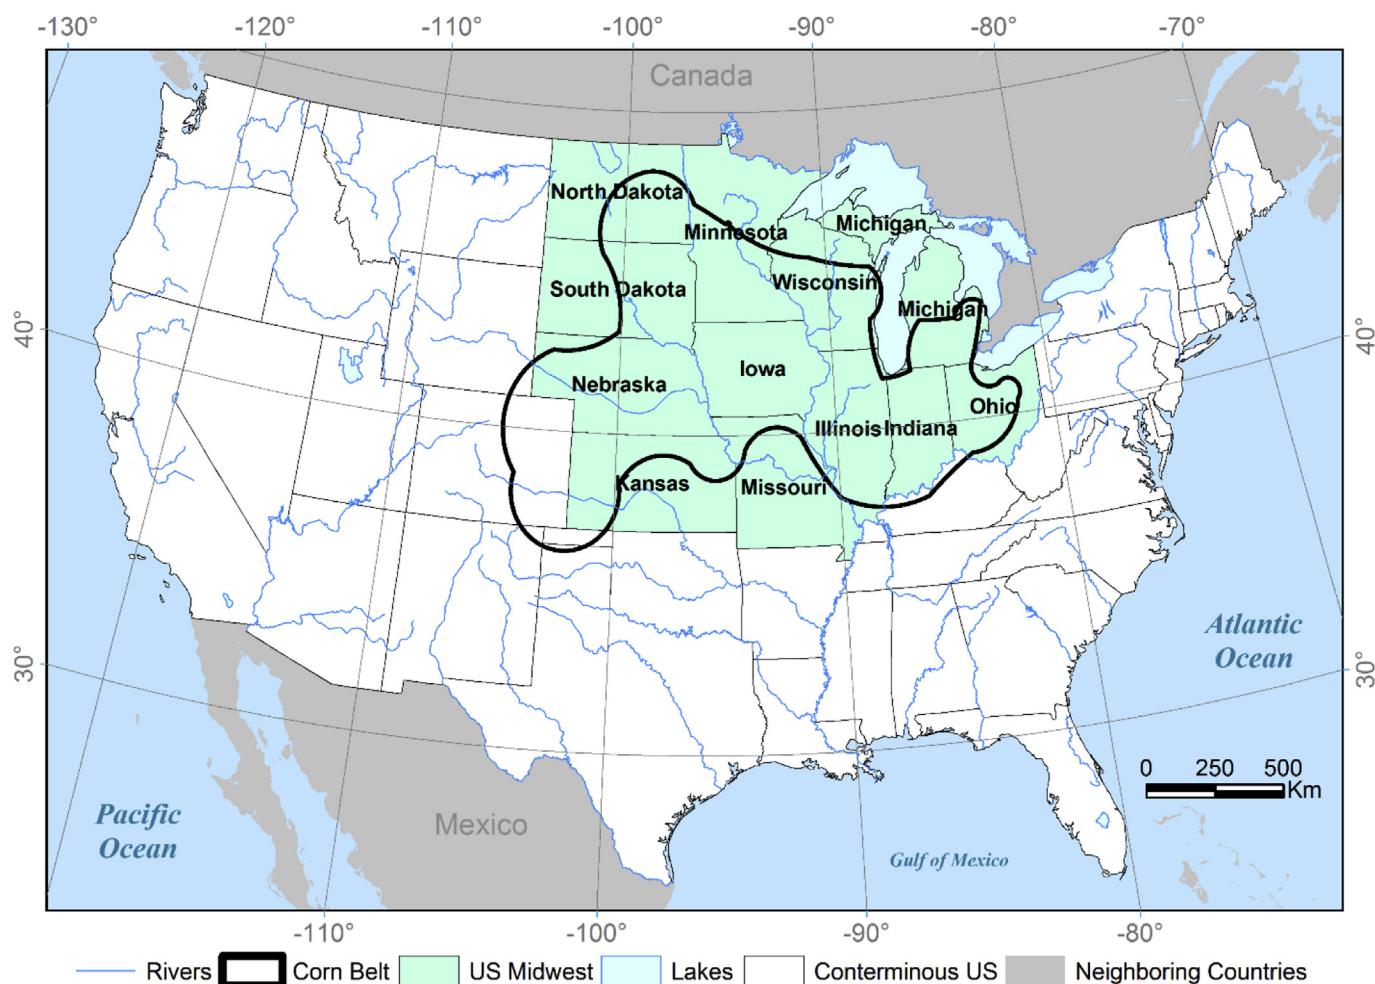 -130° -120° -110° -100° -90° -80° -70°
Canada
North Dakota
Michigan
Minnesota
Wisconsin
South Dakota
Michigan
40°
40°
Iowa
Nebraska
Ohio
Illinois Indiana
Kansas
Missouri
Atlantic
Ocean
30°
30°
0 250 500
Km
Pacific
Ocean
Mexico
Gulf of Mexico
-110° -100° -90° -80°
Rivers Corn Belt US Midwest Lakes Conterminous US Neighboring Countries